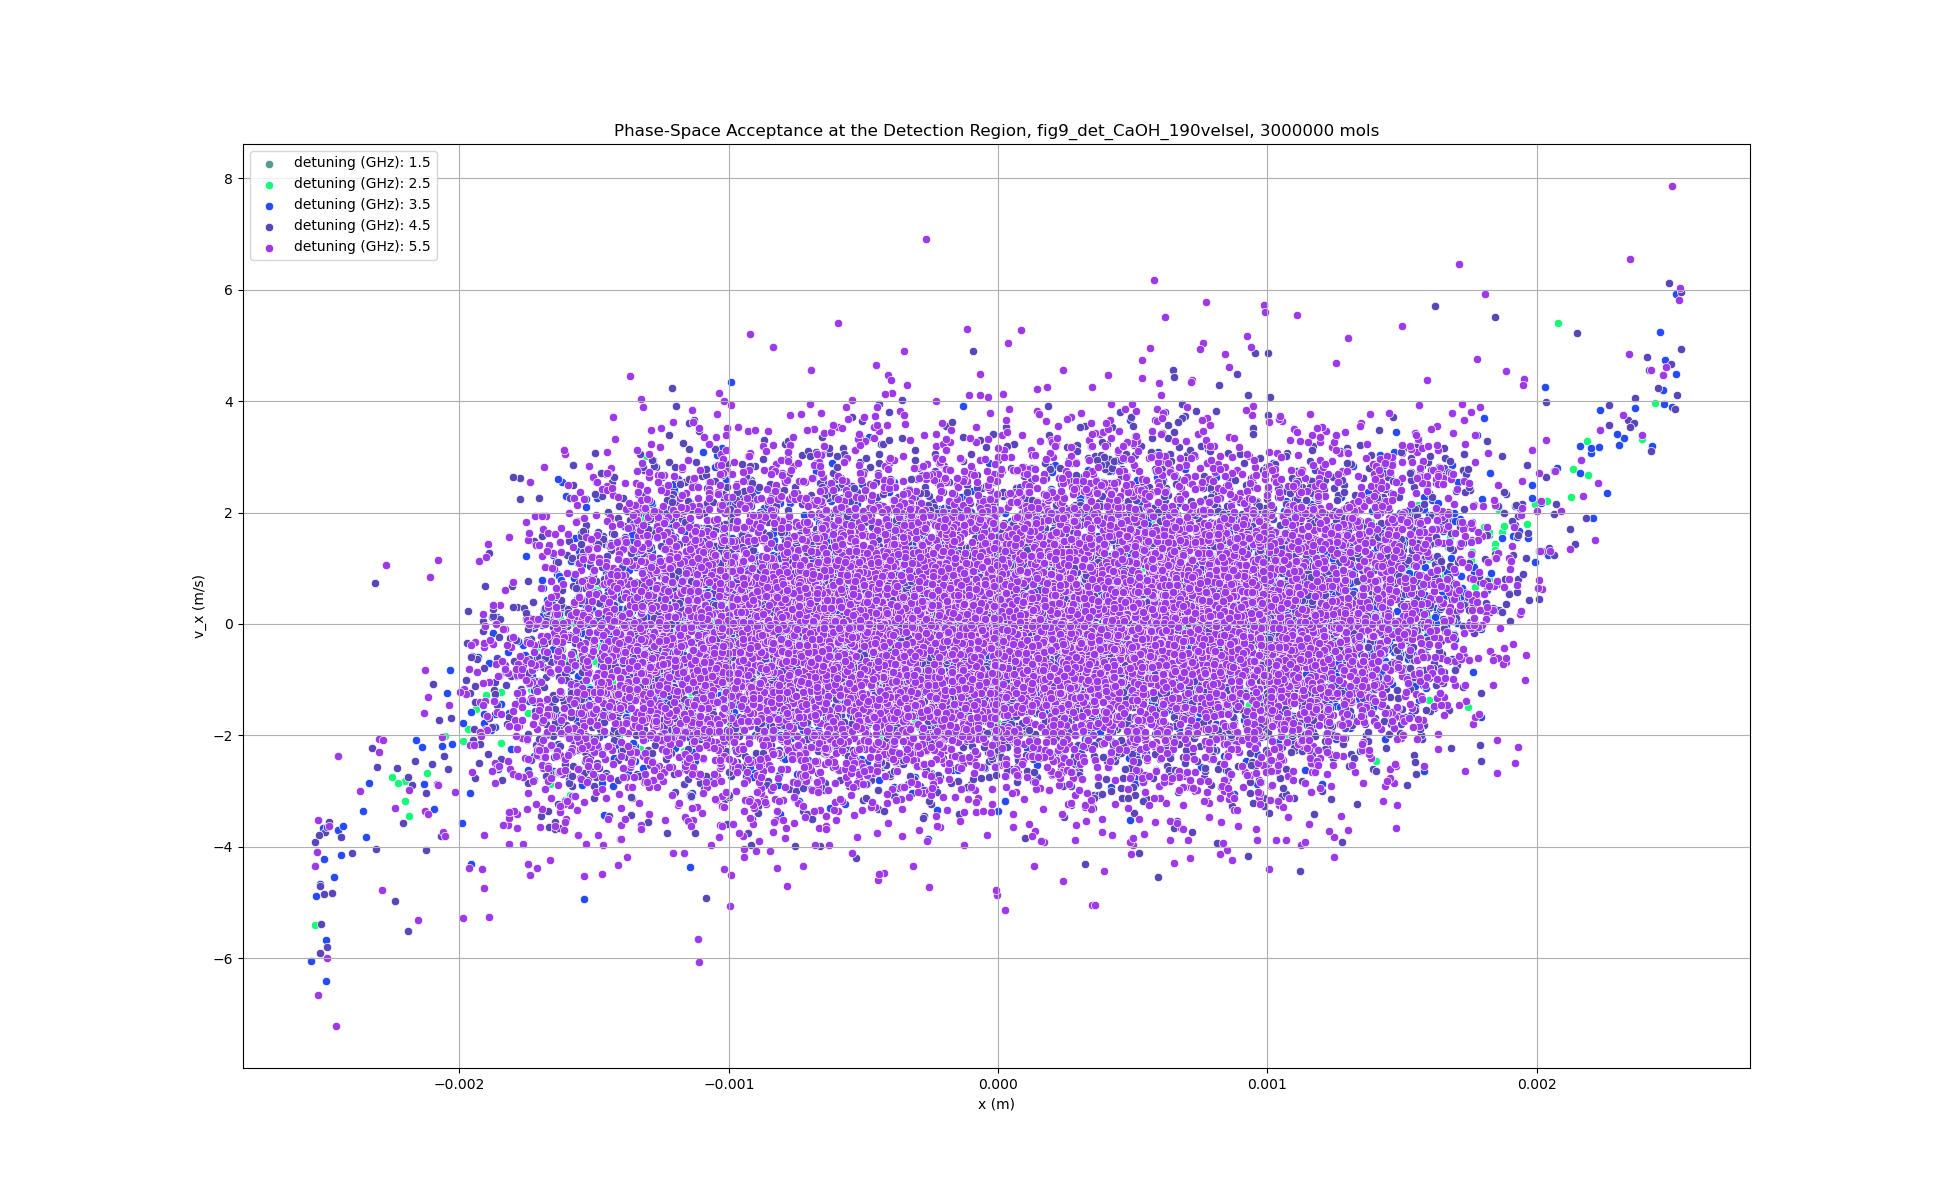 Phase-Space Acceptance at the Detection Region, fig9_det_CaOH_190velsel, 3000000 mols
detuning (GHz): 1.5
detuning (GHz): 2.5
detuning (GHz): 3.5
detuning (GHz): 4.5
detuning (GHz): 5.5
8
6
4
2
0
−2
−4
−6
v_x (m/s)
−0.002
−0.001
0.000
0.001
0.002
x (m)